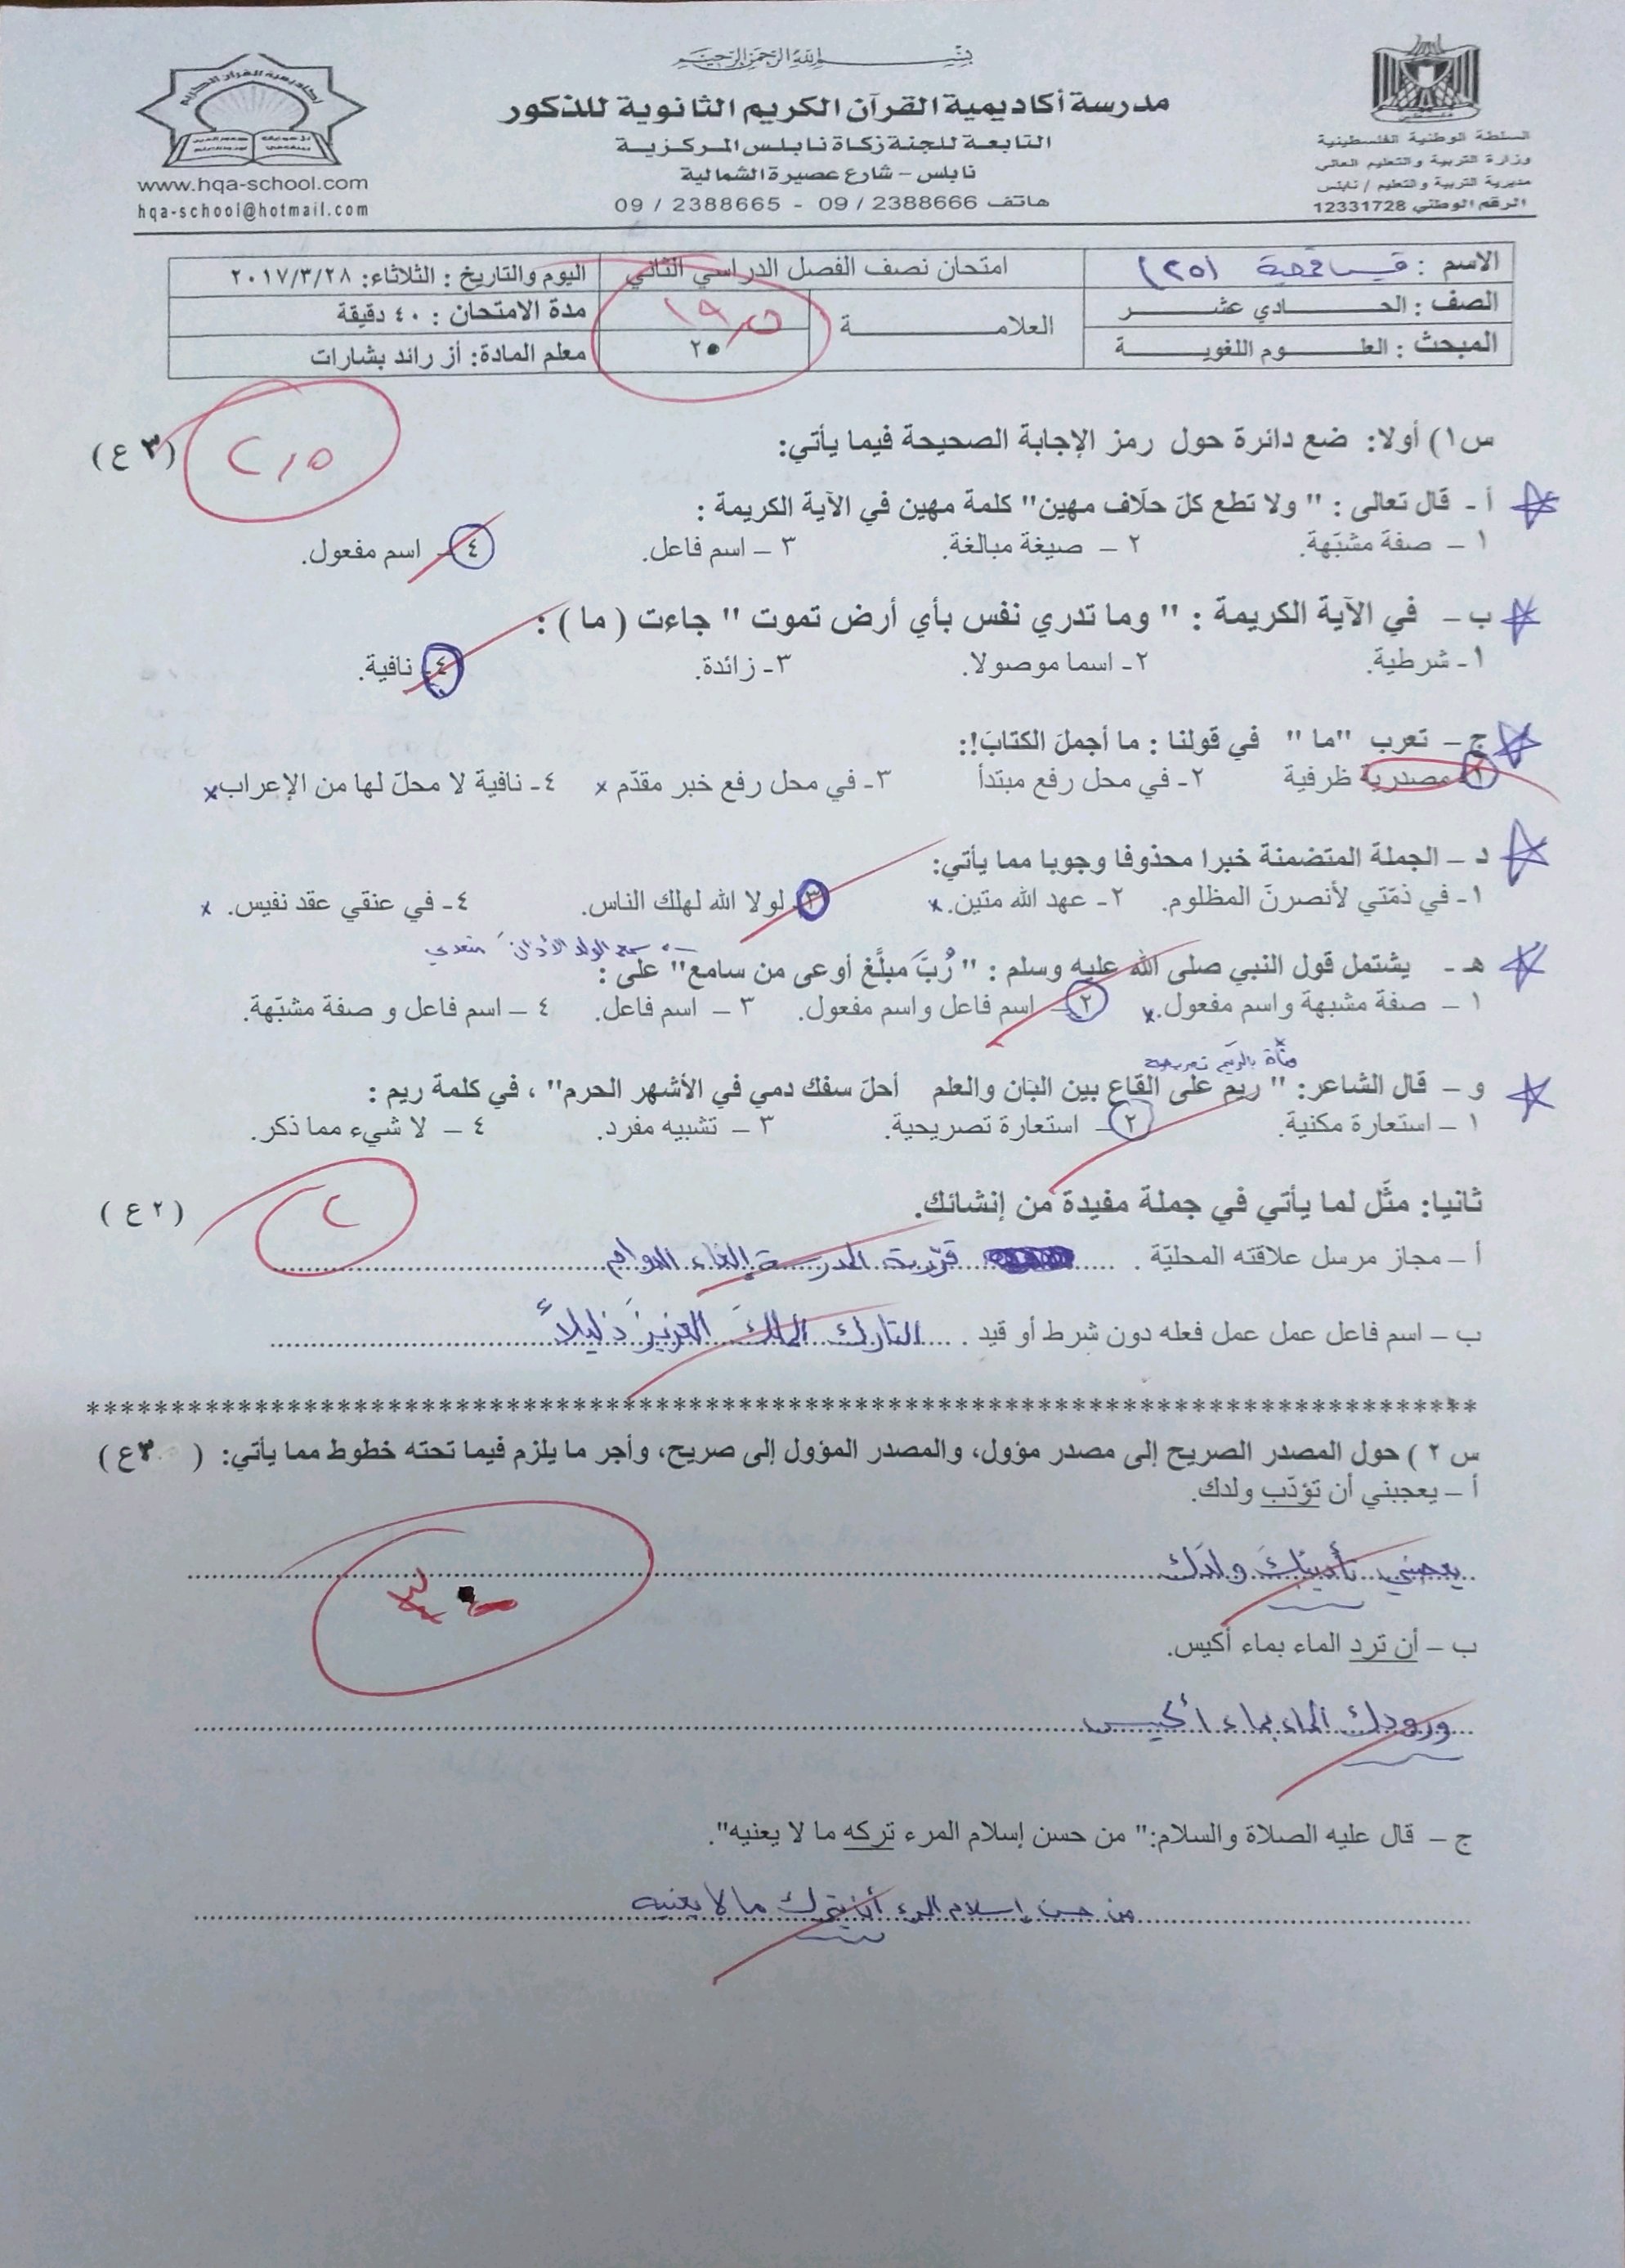 بسم الله الرحمن الرحيم
مدرسة أكاديمية القرآن الكريم الثانوية للذكور
التابعة للجنة زكاة نابلس المركزية
نابلس - شارع عصيرة الشمالية
هاتف 2388666 / 09 - 2388665 / 09
السلطة الوطنية الفلسطينية
وزارة التربية والتعليم العالي
مديرية التربية والتعليم / نابلس
الرقم الوطني 12331728
أكاديمية القرآن الكريم
www.hqa-school.com
hqa-school@hotmail.com
الاسم : (٢٥)
امتحان نصف الفصل الدراسي الثاني
اليوم والتاريخ : الثلاثاء: ٢٠١٧/٣/٢٨
الصف : الحادي عشر
العلامة
١٩,٥
٢٠
مدة الامتحان : ٤٠ دقيقة
المبحث : العلوم اللغوية
معلم المادة: أ. رائد بشارات
س١) أولا: ضع دائرة حول رمز الإجابة الصحيحة فيما يأتي: (٣ ع)
٢,٥
أ - قال تعالى : " ولا تطع كلَ حلَاف مهين" كلمة مهين في الآية الكريمة :
١ – صفة مشبّهة. ٢ – صيغة مبالغة. ٣ – اسم فاعل. ٤ – اسم مفعول.
ب – في الآية الكريمة : " وما تدري نفس بأي أرض تموت " جاءت ( ما ) :
١- شرطية. ٢- اسما موصولا. ٣- زائدة. ٤- نافية.
ج – تعرب "ما " في قولنا : ما أجملَ الكتابَ!:
١- مصدرية ظرفية ٢- في محل رفع مبتدأ ٣- في محل رفع خبر مقدّم × ٤- نافية لا محلّ لها من الإعراب ×
د – الجملة المتضمنة خبرا محذوفا وجوبا مما يأتي:
١- في ذمّتي لأنصرنّ المظلوم. ٢- عهد الله متين. × ٣- لولا الله لهلك الناس. ٤- في عنقي عقد نفيس. ×
سمع الولد الأذان متعدي
هـ - يشتمل قول النبي صلى الله عليه وسلم : " رُبَّ مبلَّغ أوعى من سامع" على :
١ – صفة مشبهة واسم مفعول. × ٢ – اسم فاعل واسم مفعول. ٣ – اسم فاعل. ٤ – اسم فاعل و صفة مشبّهة.
و – قال الشاعر: " ريم على القاع بين البَان والعلم أحلّ سفك دمي في الأشهر الحرم" ، في كلمة ريم :
١ – استعارة مكنية. ٢ – استعارة تصريحية. ٣ – تشبيه مفرد. ٤ – لا شيء مما ذكر.
ثانيا: مثّل لما يأتي في جملة مفيدة من إنشائك. (٢ ع)
٢
أ – مجاز مرسل علاقته المحليّة . قررت المدرسة إلغاء الدوام
ب – اسم فاعل عمل عمل فعله دون شرط أو قيد . التارك الملكَ العزيزَ ذليلاً
********************************************************************************
س ٢ ) حول المصدر الصريح إلى مصدر مؤول، والمصدر المؤول إلى صريح، وأجر ما يلزم فيما تحته خطوط مما يأتي: ( ٣ع)
أ – يعجبني أن تؤدّب ولدك.
يعجبني تأديبُكَ ولدَك
ب – أن ترد الماء بماء أكيس.
ورودك الماء بماء أكيس
ج – قال عليه الصلاة والسلام:" من حسن إسلام المرء تركه ما لا يعنيه".
من حسن إسلام المرء أن يترك ما لا يعنيه